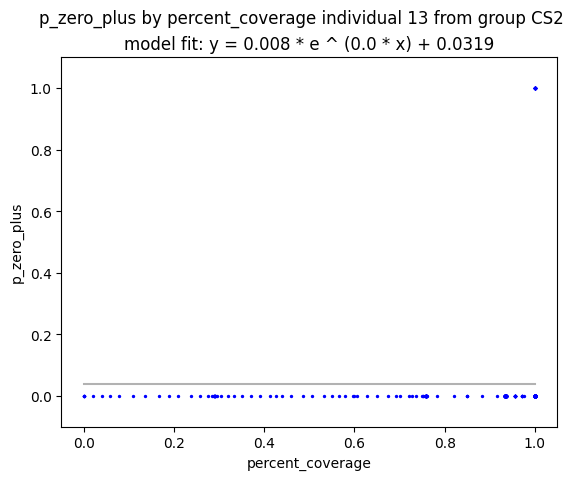 p_zero_plus by percent_coverage individual 13 from group CS2
model fit: y = 0.008 * e ^ (0.0 * x) + 0.0319
1.0
0.8
0.6
0.4
0.2
0.0
p_zero_plus
0.0 0.2 0.4 0.6 0.8 1.0
percent_coverage